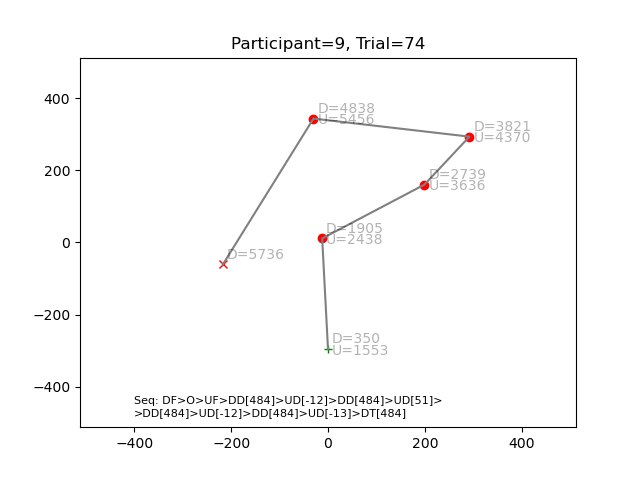 Participant=9, Trial=74
400
200
0
−200
−400
−400
−200
0
200
400
D=4838
U=5456
D=3821
U=4370
D=2739
U=3636
D=1905
U=2438
D=5736
D=350
U=1553
Seq: DF>O>UF>DD[484]>UD[-12]>DD[484]>UD[51]>
>DD[484]>UD[-12]>DD[484]>UD[-13]>DT[484]